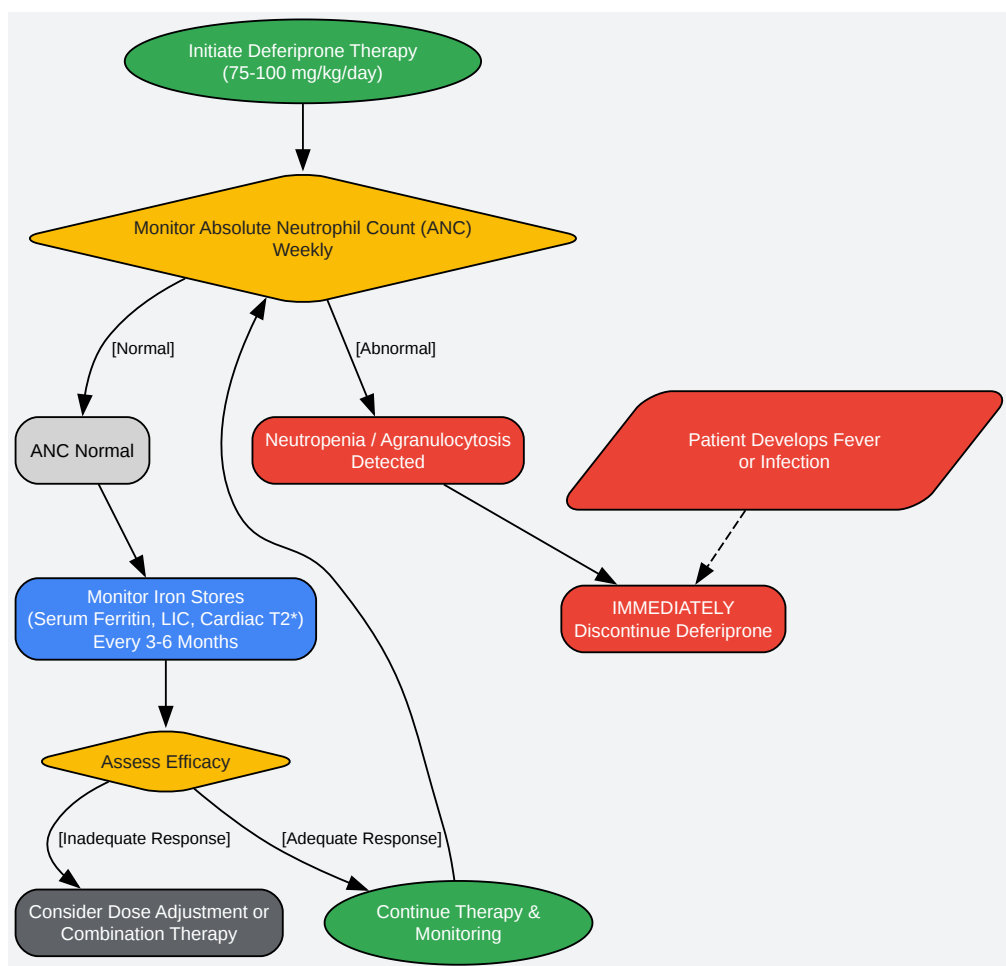 Initiate Deferiprone Therapy
(75-100 mg/kg/day)
Monitor Absolute Neutrophil Count (ANC)
Weekly
[Normal]
[Abnormal]
ANC Normal
Neutropenia / Agranulocytosis
Detected
Patient Develops Fever
or Infection
Monitor Iron Stores
(Serum Ferritin, LIC, Cardiac T2*)
Every 3-6 Months
IMMEDIATELY
Discontinue Deferiprone
Assess Efficacy
[Inadequate Response]
[Adequate Response]
Consider Dose Adjustment or
Combination Therapy
Continue Therapy &
Monitoring